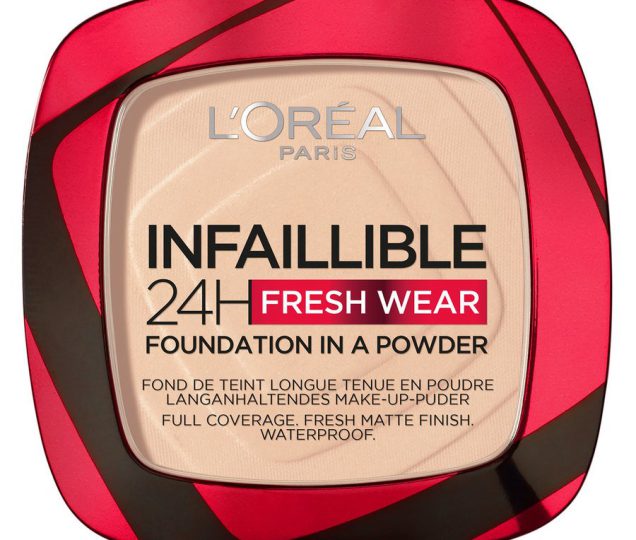 L'ORÉAL
PARIS
INFAILLIBLE
24H FRESH WEAR
FOUNDATION IN A POWDER
FOND DE TEINT LONGUE TENUE EN POUDRE
LANGANHALTENDES MAKE-UP-PUDER
FULL COVERAGE. FRESH MATTE FINISH.
WATERPROOF.